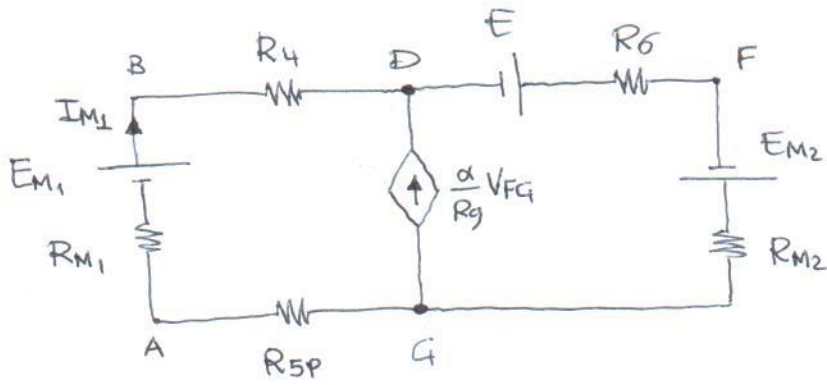 E
B R4 D R6 F
IM1
EM1 α/Rg VFG EM2
RM1 RM2
A R5P G